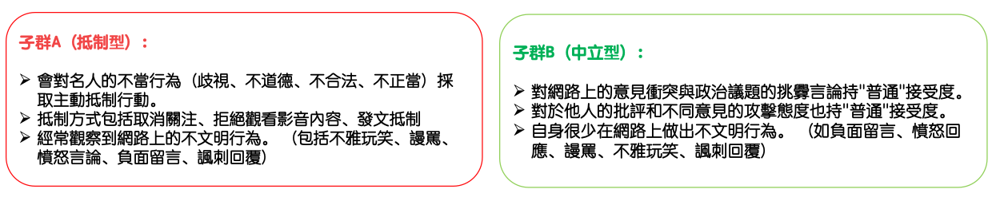 子群A（抵制型）：
➢ 會對名人的不當行為（歧視、不道德、不合法、不正當）採
取主動抵制行動。
➢ 抵制方式包括取消關注、拒絕觀看影音內容、發文抵制
➢ 經常觀察到網路上的不文明行為。（包括不雅玩笑、謾罵、
憤怒言論、負面留言、諷刺回覆）
子群B（中立型）：
➢ 對網路上的意見衝突與政治議題的挑釁言論持"普通"接受度。
➢ 對於他人的批評和不同意見的攻擊態度也持"普通"接受度。
➢ 自身很少在網路上做出不文明行為。（如負面留言、憤怒回
應、謾罵、不雅玩笑、諷刺回覆）